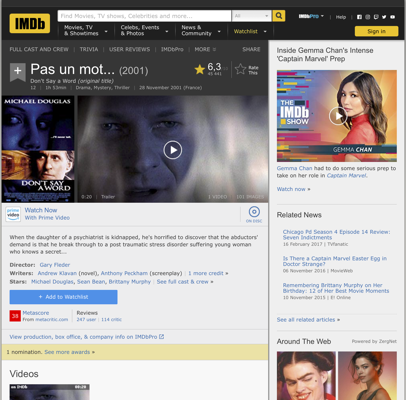 IMDb
Find Movies, TV shows, Celebrities and more...
All
IMDbPro
Help
Movies, TV & Showtimes
Celebs, Events & Photos
News & Community
Watchlist
Sign in
FULL CAST AND CREW | TRIVIA | USER REVIEWS | IMDbPro | MORE
SHARE
+ Pas un mot... (2001)
Don't Say a Word (original title)
12 | 1h 53min | Drama, Mystery, Thriller | 28 November 2001 (France)
6,3
Rate This
MICHAEL DOUGLAS
DON'T SAY A WORD
0:20 | Trailer
1 VIDEO
Watch Now
With Prime Video
prime video
ON DISC
When the daughter of a psychiatrist is kidnapped, he's horrified to discover that the abductors'
demand is that he break through to a post traumatic stress disorder suffering young woman
who knows a secret...
Director: Gary Fleder
Writers: Andrew Klavan (novel), Anthony Peckham (screenplay) | 1 more credit »
Stars: Michael Douglas, Sean Bean, Brittany Murphy | See full cast & crew »
+ Add to Watchlist
38
Metascore
From metacritic.com
Reviews
247 user | 114 critic
View production, box office, & company info on IMDbPro
1 nomination. See more awards »
Videos
Inside Gemma Chan's Intense
'Captain Marvel' Prep
THE
IMDb
SHOW
GEMMA CHAN
Gemma Chan had to do some serious prep
to take on her role in Captain Marvel.
Watch now »
Related News
Chicago Pd Season 4 Episode 14 Review:
Seven Indictments
16 February 2017 | TVfanatic
Is There a Captain Marvel Easter Egg in
Doctor Strange?
06 November 2016 | MovieWeb
Remembering Brittany Murphy on Her
Birthday: 12 of Her Best Movie Moments
10 November 2015 | E! Online
See all related articles »
Around The Web
Powered by ZergNet